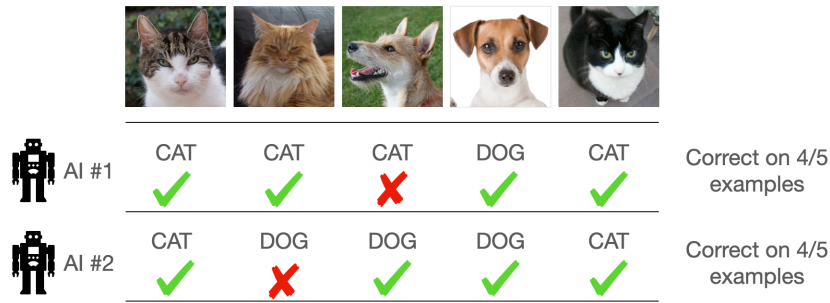 AI #1 CAT CAT CAT DOG CAT Correct on 4/5
examples
AI #2 CAT DOG DOG DOG CAT Correct on 4/5
examples